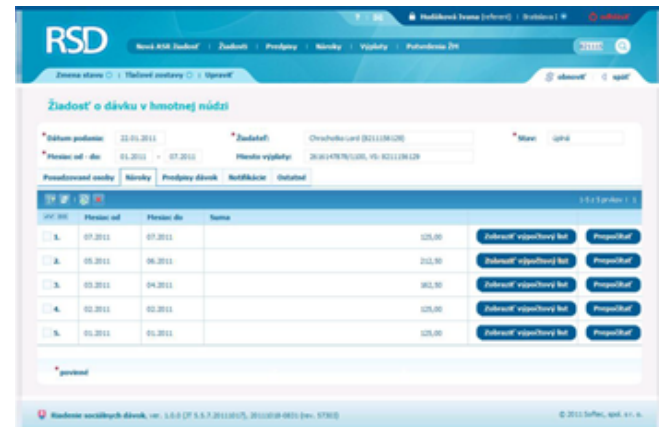 RSD
Nová RSD žiadosť | Žiadosti | Predpisy | Nároky | Výplaty | Potvrdenia ŽM
Zmena stavu | Tlačové zostavy | Upraviť
obnoviť | späť
Žiadosť o dávku v hmotnej núdzi
*Dátum podania: 22.01.2011 *Žiadateľ: *Stav: úplná
*Mesiac od - do: 01.2011 - 07.2011 Miesto výplaty:
Posudzované osoby Nároky Predpisy dávok Notifikácie Ostatné
Mesiac od Mesiac do Suma
1. 07.2011 07.2011 125,00 Zobraziť výpočtový list Prepočítať
2. 05.2011 06.2011 212,50 Zobraziť výpočtový list Prepočítať
3. 03.2011 04.2011 162,50 Zobraziť výpočtový list Prepočítať
4. 02.2011 02.2011 125,00 Zobraziť výpočtový list Prepočítať
5. 01.2011 01.2011 125,00 Zobraziť výpočtový list Prepočítať
*povinné
Riadenie sociálnych dávok, ver. 1.0.0
© 2011 Softec, spol. s r. o.